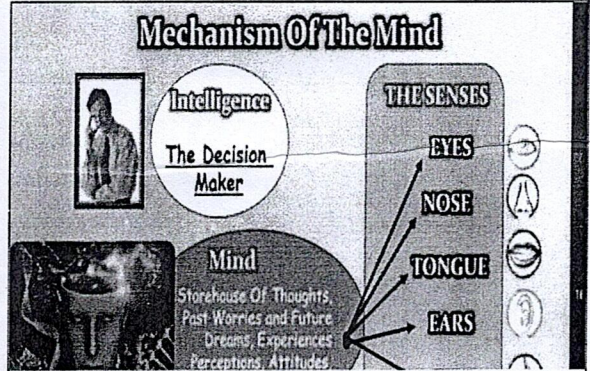 Mechanism Of The Mind
Intelligence
The Decision
Maker
THE SENSES
EYES
NOSE
TONGUE
EARS
Mind
Storehouse Of Thoughts,
Past Worries and Future
Dreams, Experiences
Perceptions, Attitudes